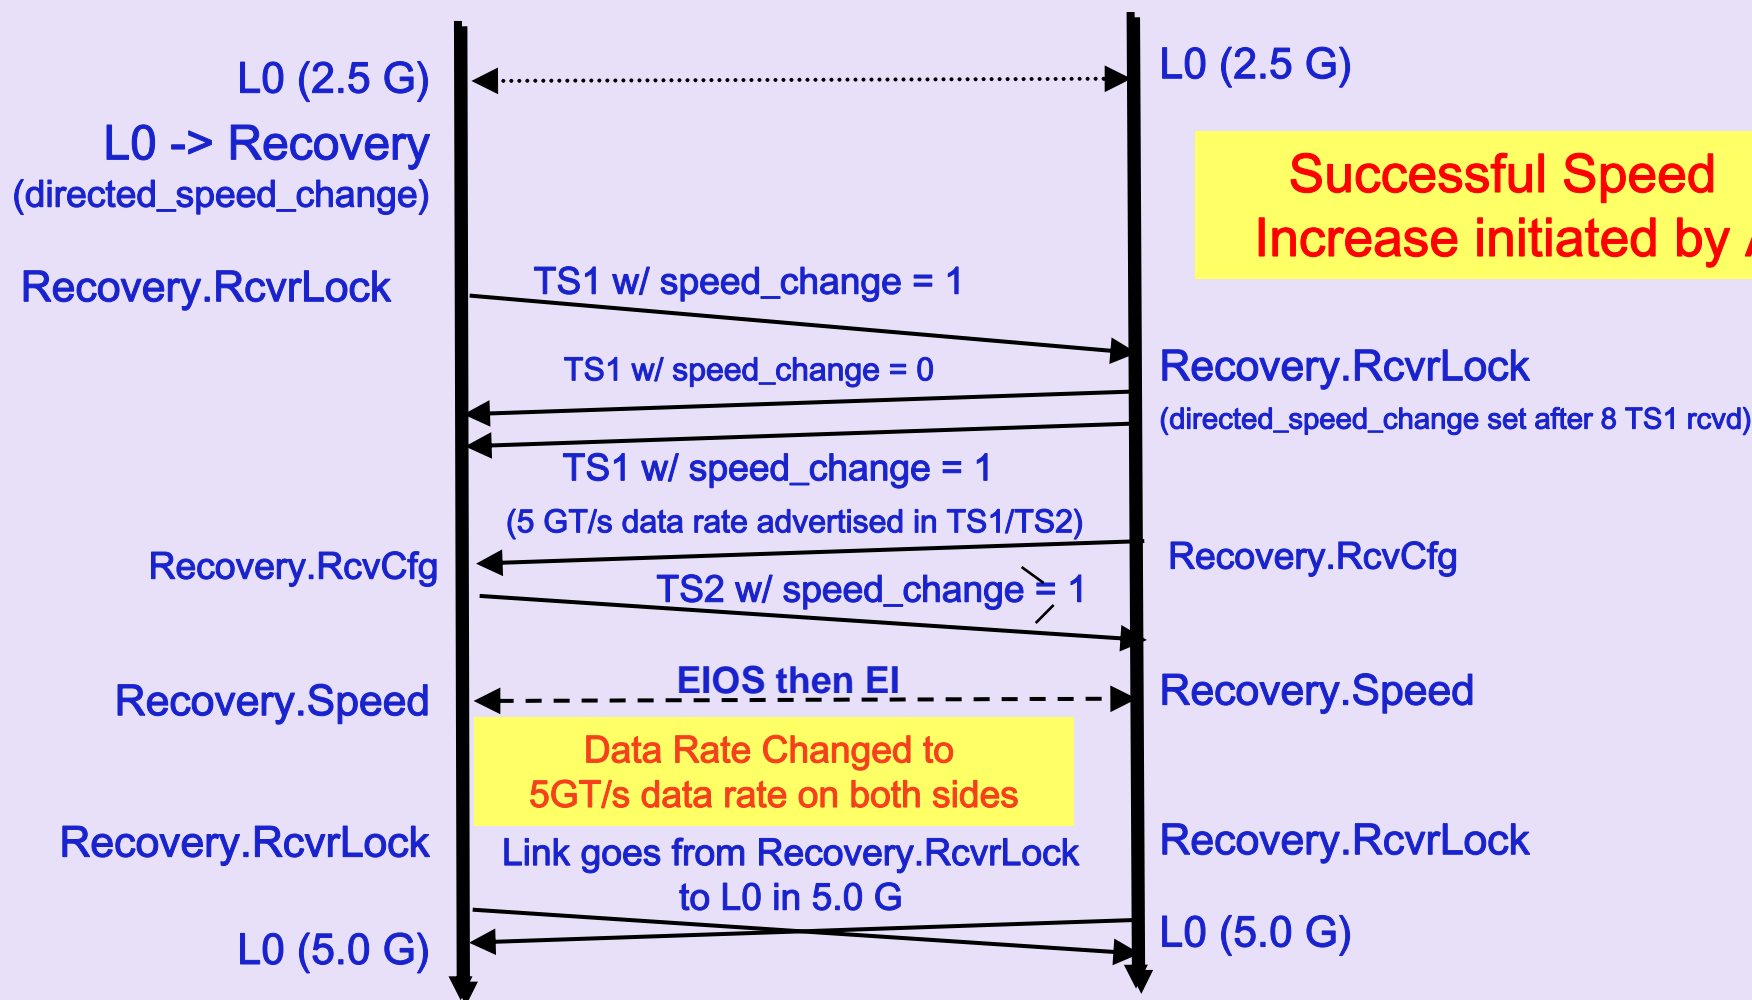 L0 (2.5 G)
L0 (2.5 G)
L0 -> Recovery
(directed_speed_change)
Successful Speed
Increase initiated by A
Recovery.RcvrLock
TS1 w/ speed_change = 1
TS1 w/ speed_change = 0
Recovery.RcvrLock
(directed_speed_change set after 8 TS1 rcvd)
TS1 w/ speed_change = 1
(5 GT/s data rate advertised in TS1/TS2)
Recovery.RcvCfg
Recovery.RcvCfg
TS2 w/ speed_change = 1
EIOS then EI
Recovery.Speed
Recovery.Speed
Data Rate Changed to
5GT/s data rate on both sides
Recovery.RcvrLock
Recovery.RcvrLock
Link goes from Recovery.RcvrLock
to L0 in 5.0 G
L0 (5.0 G)
L0 (5.0 G)